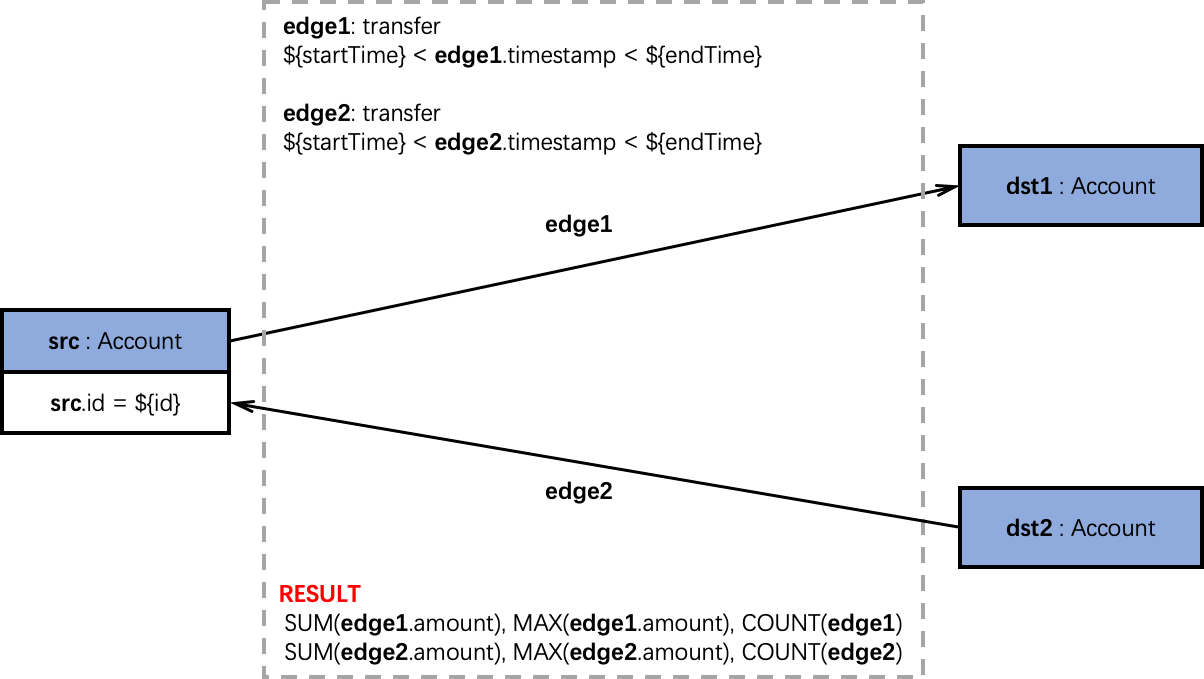 edge1: transfer
${startTime} < edge1.timestamp < ${endTime}
edge2: transfer
${startTime} < edge2.timestamp < ${endTime}
dst1 : Account
edge1
src : Account
src.id = ${id}
edge2
dst2 : Account
RESULT
SUM(edge1.amount), MAX(edge1.amount), COUNT(edge1)
SUM(edge2.amount), MAX(edge2.amount), COUNT(edge2)